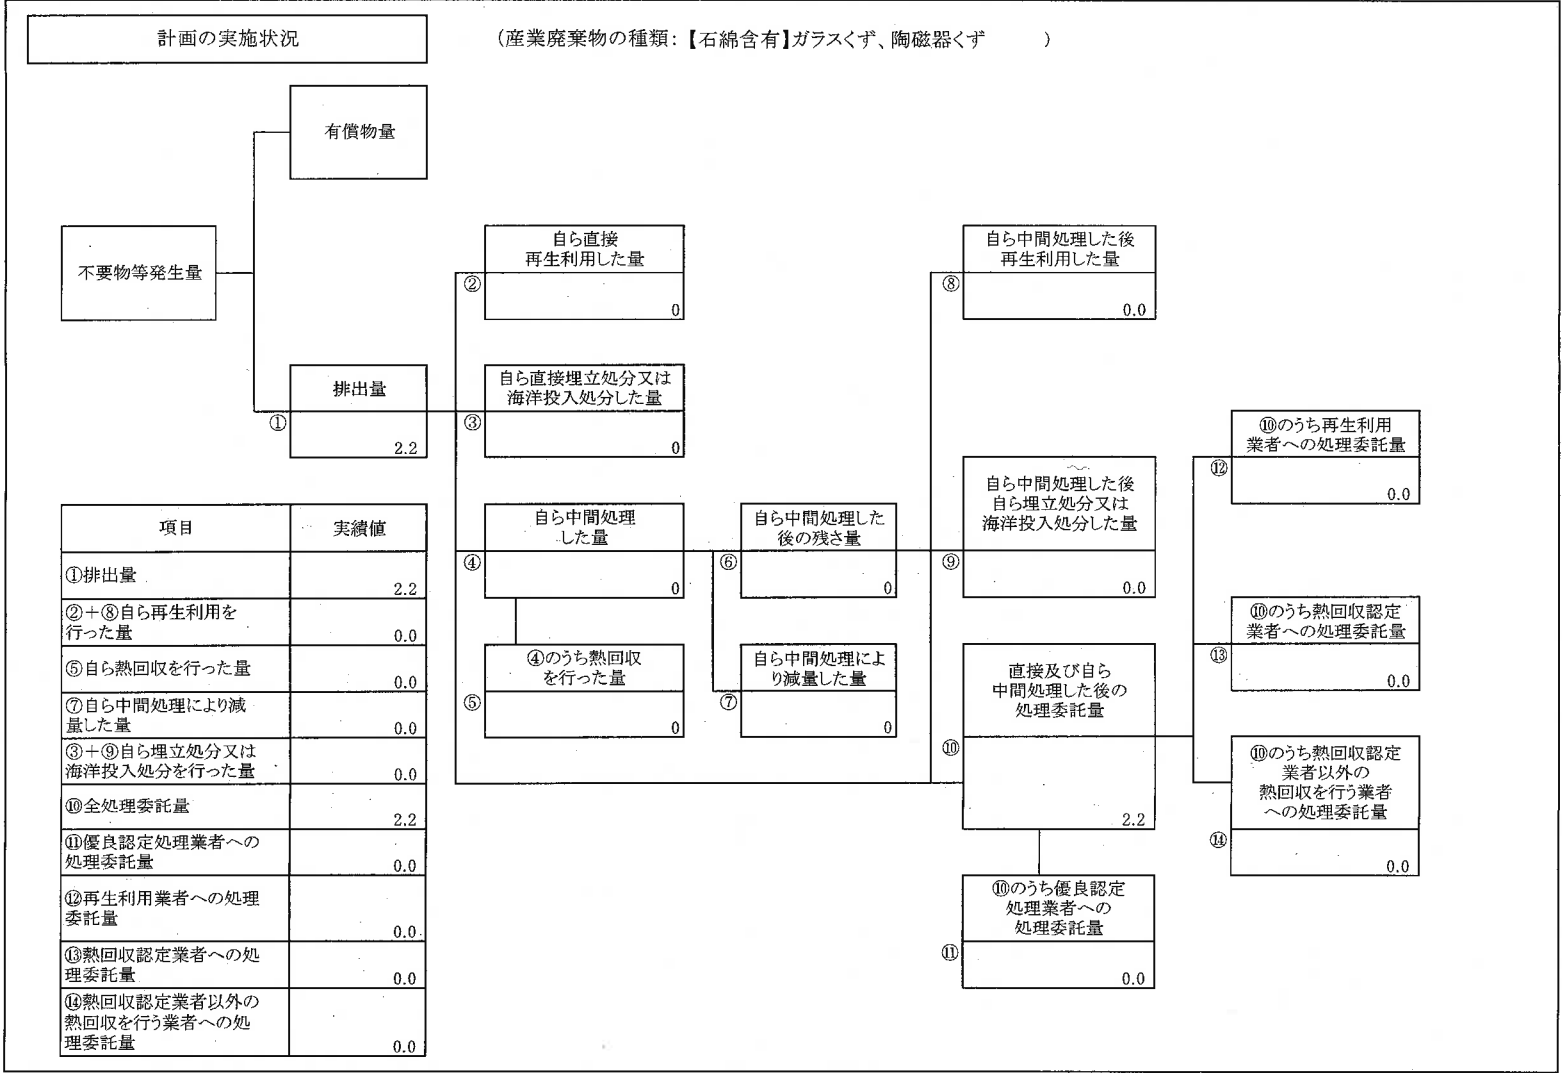 計画の実施状況
(産業廃棄物の種類:【石綿含有】ガラスくず、陶磁器くず )
有償物量
不要物等発生量
排出量
①
2.2
自ら直接
再生利用した量
②
0
自ら直接埋立処分又は
海洋投入処分した量
③
0
自ら中間処理
した量
④
0
④のうち熱回収
を行った量
⑤
0
自ら中間処理した
後の残さ量
⑥
0
自ら中間処理によ
り減量した量
⑦
0
自ら中間処理した後
再生利用した量
⑧
0.0
自ら中間処理した後
自ら埋立処分又は
海洋投入処分した量
⑨
0.0
直接及び自ら
中間処理した後の
処理委託量
⑩
2.2
⑩のうち優良認定
処理業者への
処理委託量
⑪
0.0
⑩のうち再生利用
業者への処理委託量
⑫
0.0
⑩のうち熱回収認定
業者への処理委託量
⑬
0.0
⑩のうち熱回収認定
業者以外の
熱回収を行う業者
への処理委託量
⑭
0.0
項目 実績値
①排出量
2.2
②+⑧自ら再生利用を
行った量
0.0
⑤自ら熱回収を行った量
0.0
⑦自ら中間処理により減
量した量
0.0
③+⑨自ら埋立処分又は
海洋投入処分を行った量
0.0
⑩全処理委託量
2.2
⑪優良認定処理業者への
処理委託量
0.0
⑫再生利用業者への処理
委託量
0.0
⑬熱回収認定業者への処
理委託量
0.0
⑭熱回収認定業者以外の
熱回収を行う業者への処
理委託量
0.0